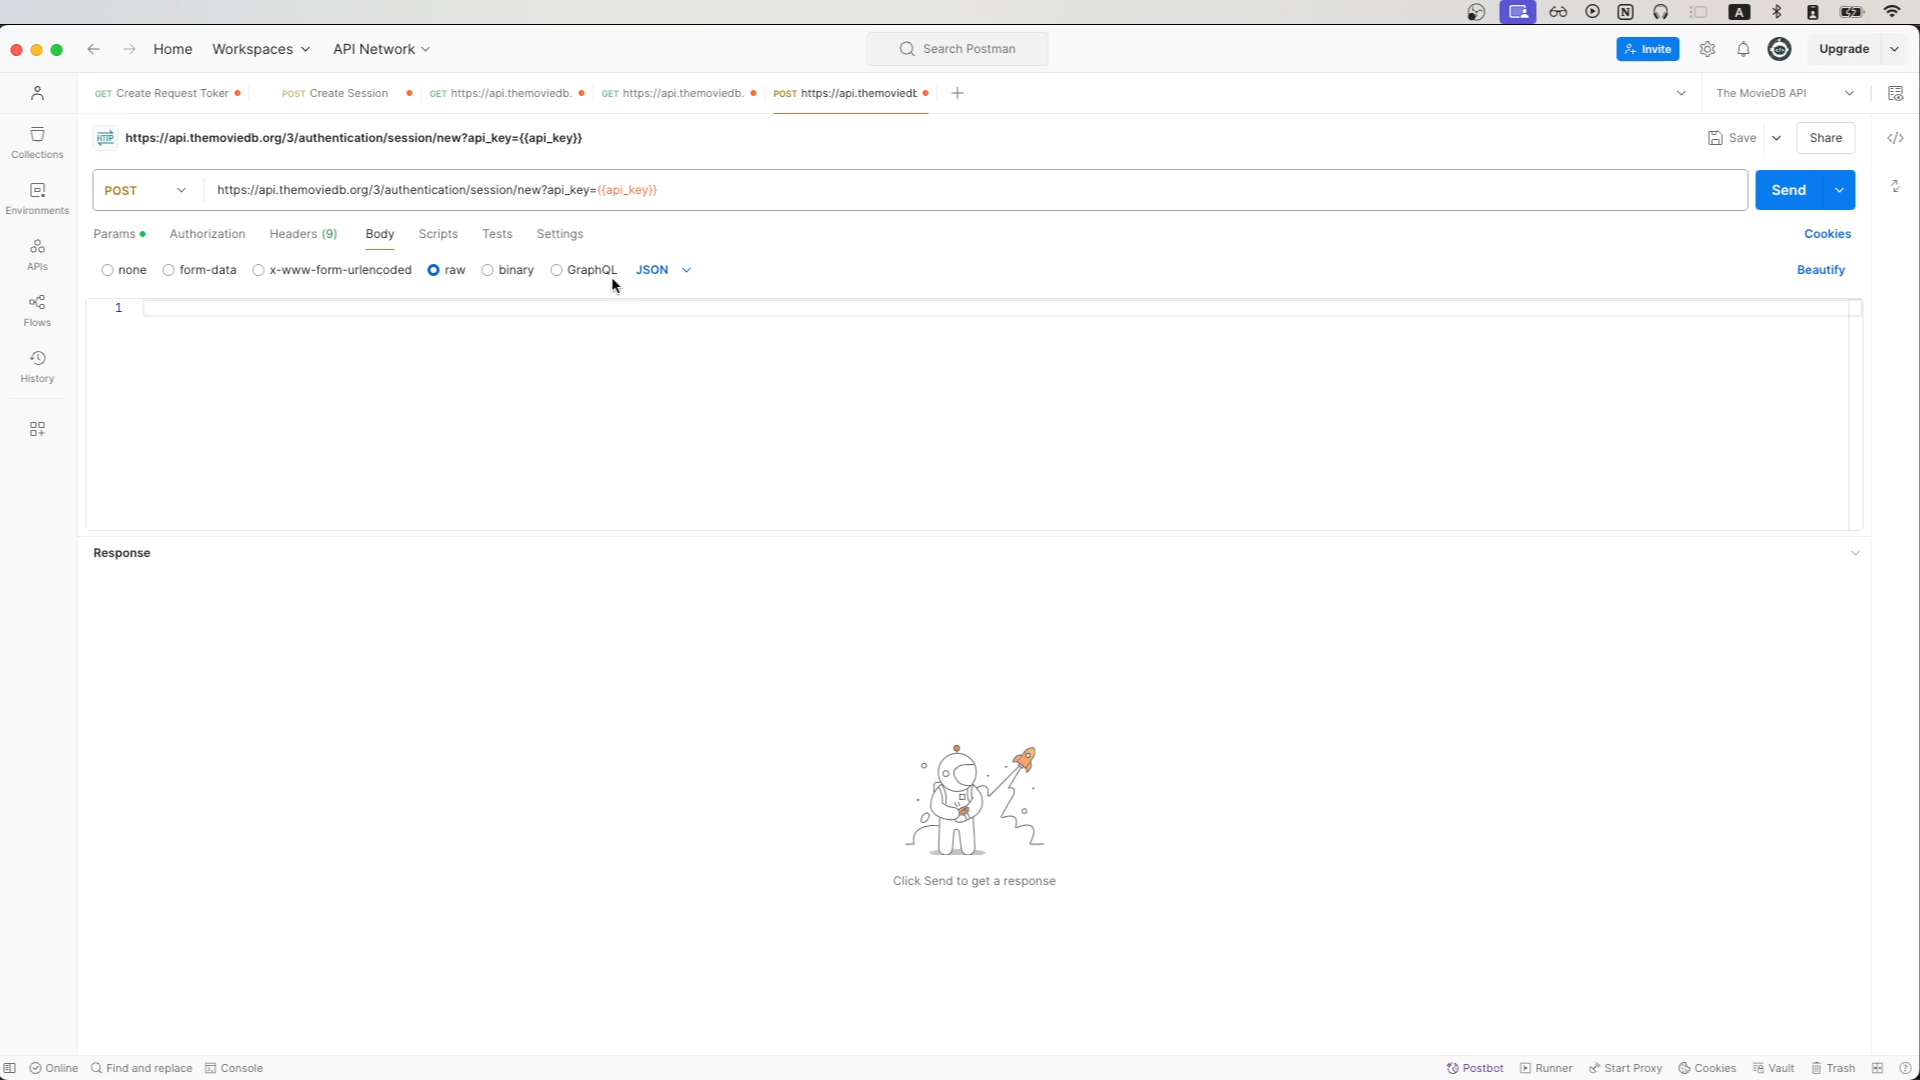 A
Home Workspaces API Network Search Postman Invite Upgrade
GET Create Request Toker POST Create Session GET https://api.themoviedb. GET https://api.themoviedb. POST https://api.themoviedt The MovieDB API
HTTP https://api.themoviedb.org/3/authentication/session/new?api_key={{api_key}} Save Share
POST https://api.themoviedb.org/3/authentication/session/new?api_key={{api_key}} Send
Params Authorization Headers (9) Body Scripts Tests Settings Cookies
none form-data x-www-form-urlencoded raw binary GraphQL JSON Beautify
1
Collections
Environments
APIs
Flows
History
Response
Click Send to get a response
Online Find and replace Console Postbot Runner Start Proxy Cookies Vault Trash